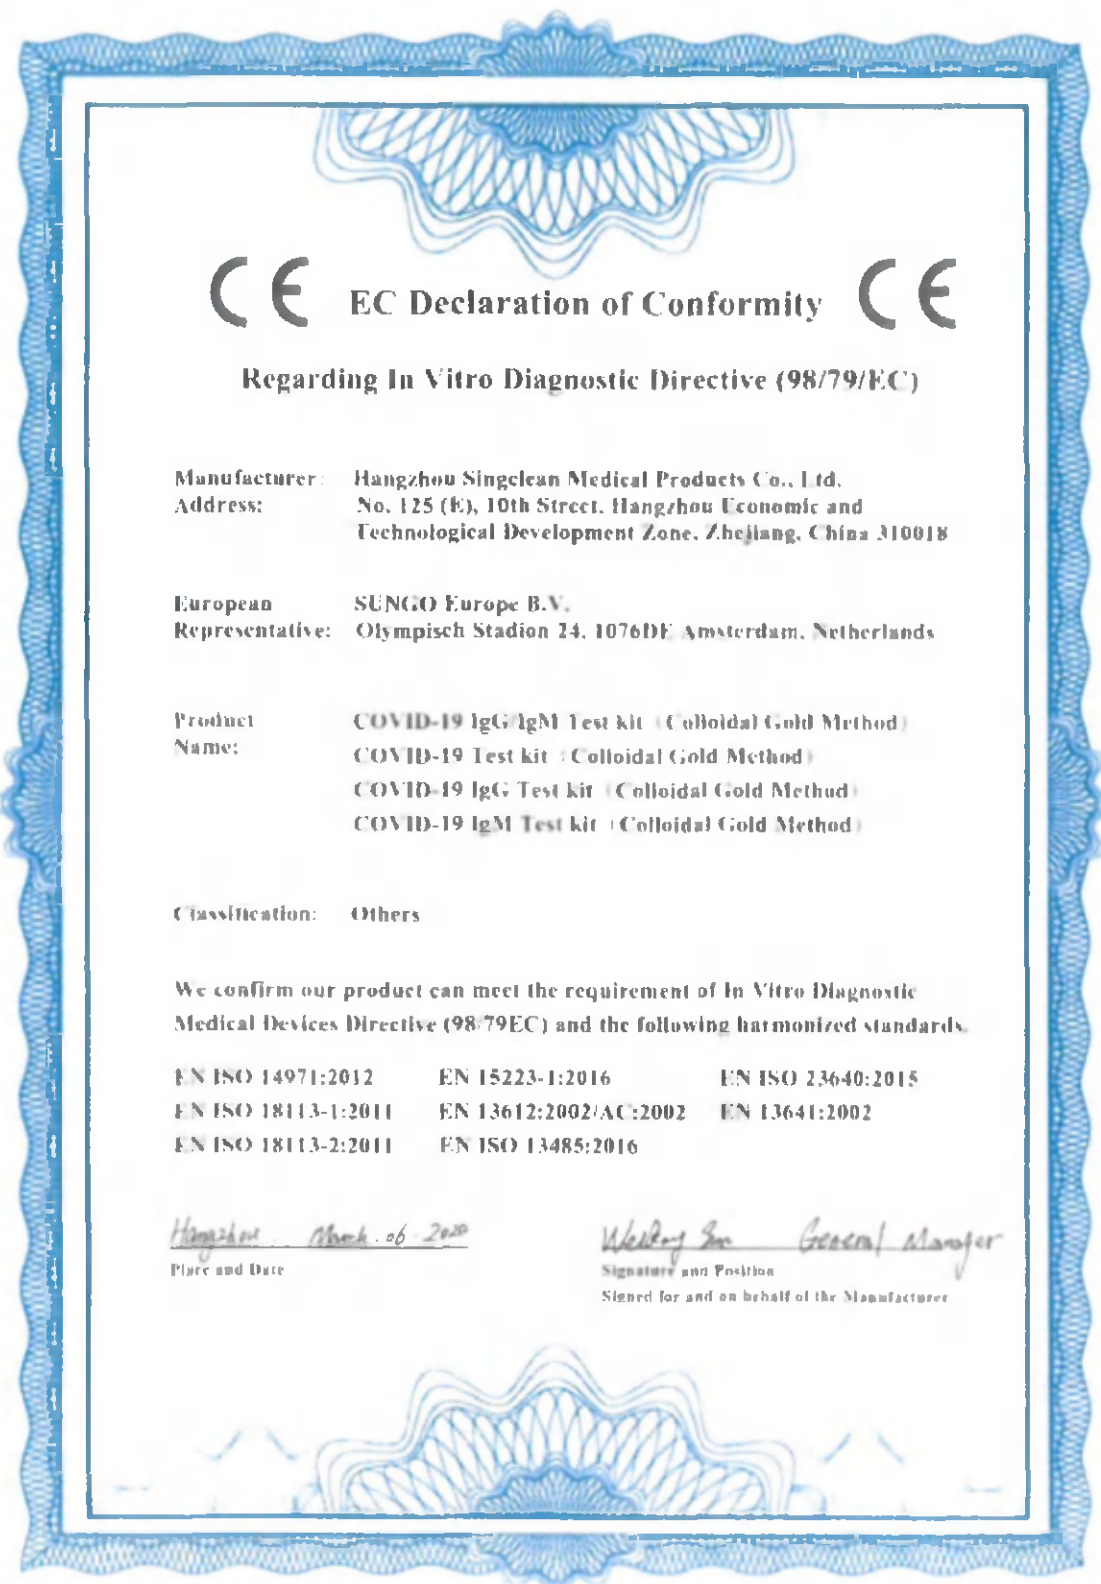 CE EC Declaration of Conformity CE
Regarding In Vitro Diagnostic Directive (98/79/EC)
Manufacturer: Hangzhou Singclean Medical Products Co., Ltd.
Address: No. 125 (E), 10th Street, Hangzhou Economic and
Technological Development Zone, Zhejiang, China 310018
European SUNGO Europe B.V.
Representative: Olympisch Stadion 24, 1076DE Amsterdam, Netherlands
Product COVID-19 IgG/IgM Test kit (Colloidal Gold Method)
Name: COVID-19 Test kit (Colloidal Gold Method)
COVID-19 IgG Test kit (Colloidal Gold Method)
COVID-19 IgM Test kit (Colloidal Gold Method)
Classification: Others
We confirm our product can meet the requirement of In Vitro Diagnostic
Medical Devices Directive (98/79EC) and the following harmonized standards.
EN ISO 14971:2012 EN 15223-1:2016 EN ISO 23640:2015
EN ISO 18113-1:2011 EN 13612:2002/AC:2002 EN 13641:2002
EN ISO 18113-2:2011 EN ISO 13485:2016
Hangzhou March.06.2020 General Manager
Place and Date Signature and Position
Signed for and on behalf of the Manufacturer